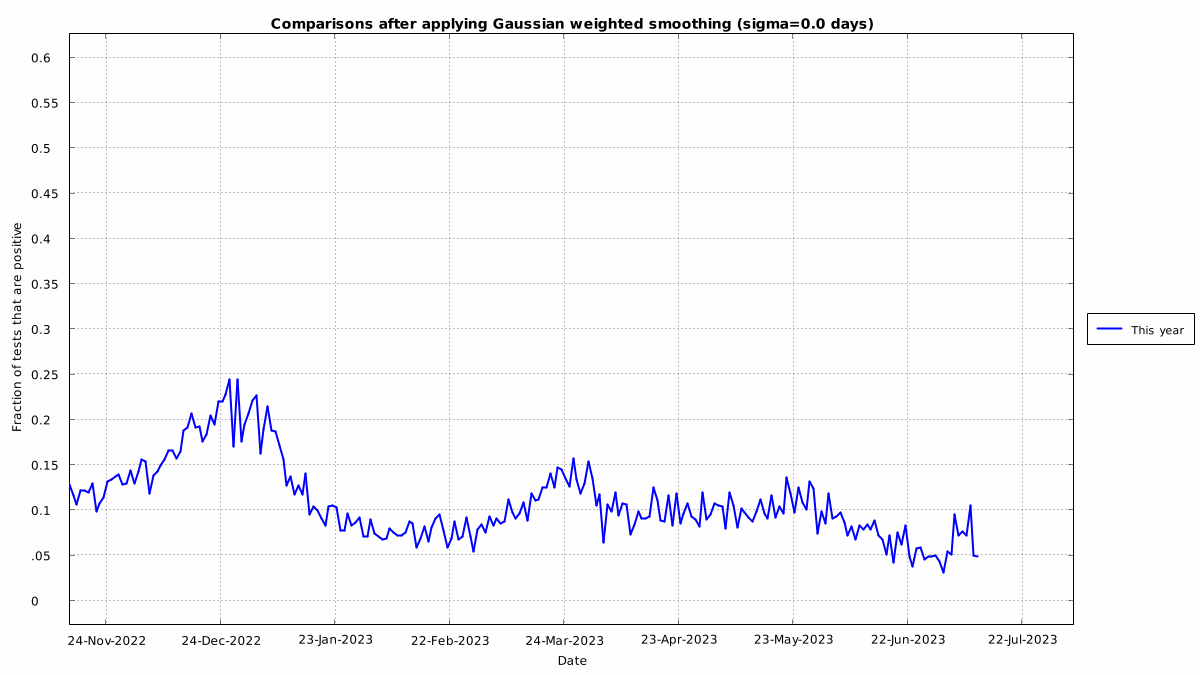 Comparisons after applying Gaussian weighted smoothing (sigma=0.0 days)
0.6
0.55
0.5
0.45
0.4
0.35
0.3
0.25
0.2
0.15
0.1
.05
0
Fraction of tests that are positive
This year
24-Nov-2022 24-Dec-2022 23-Jan-2023 22-Feb-2023 24-Mar-2023 23-Apr-2023 23-May-2023 22-Jun-2023 22-Jul-2023
Date